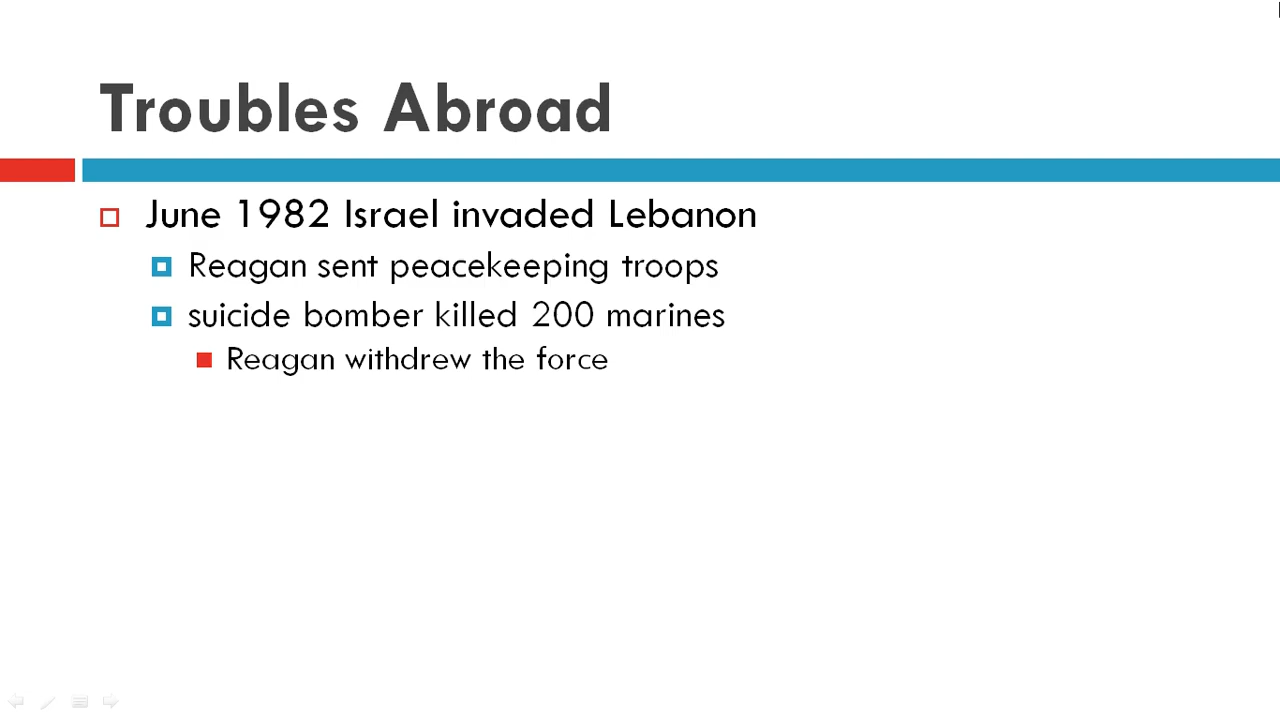 Troubles Abroad
June 1982 Israel invaded Lebanon
Reagan sent peacekeeping troops
suicide bomber killed 200 marines
Reagan withdrew the force